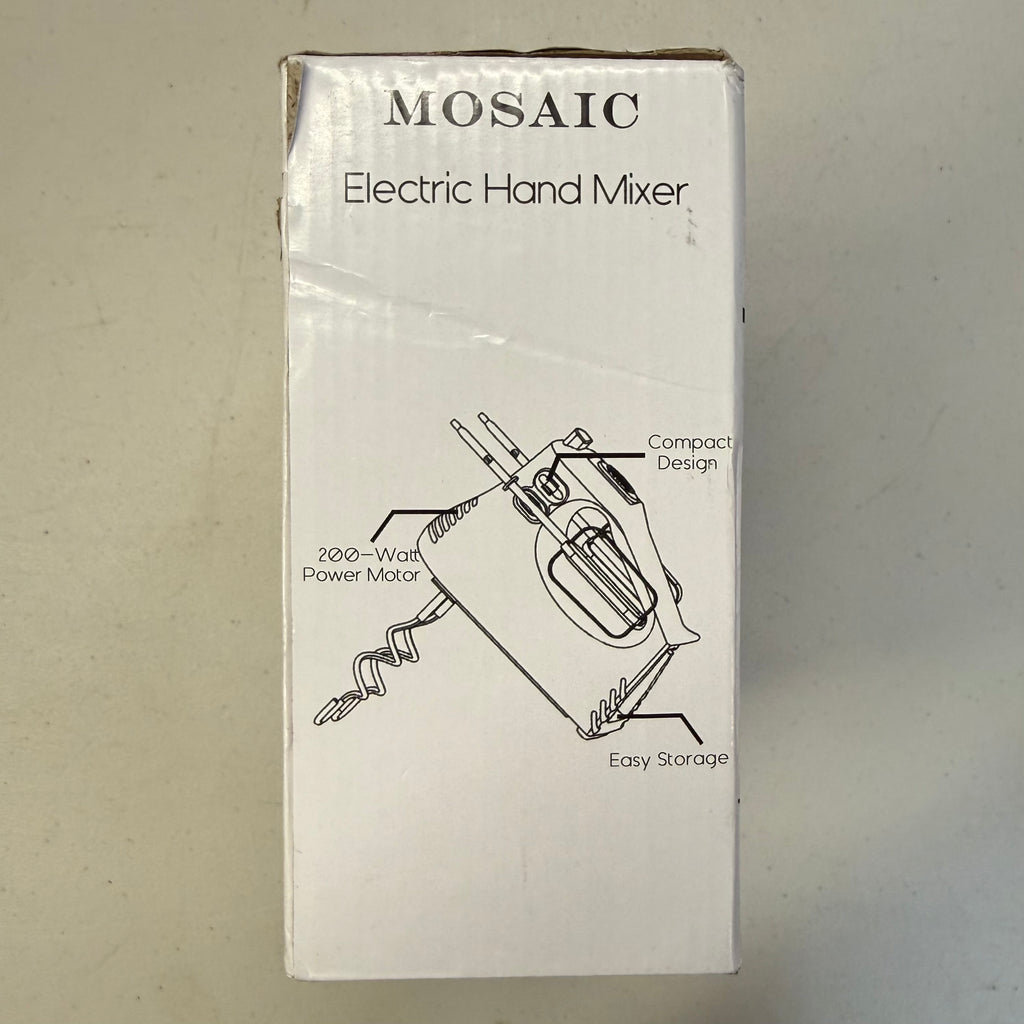 MOSAIC
Electric Hand Mixer
Compact
Design
200-Watt
Power Motor
Easy Storage